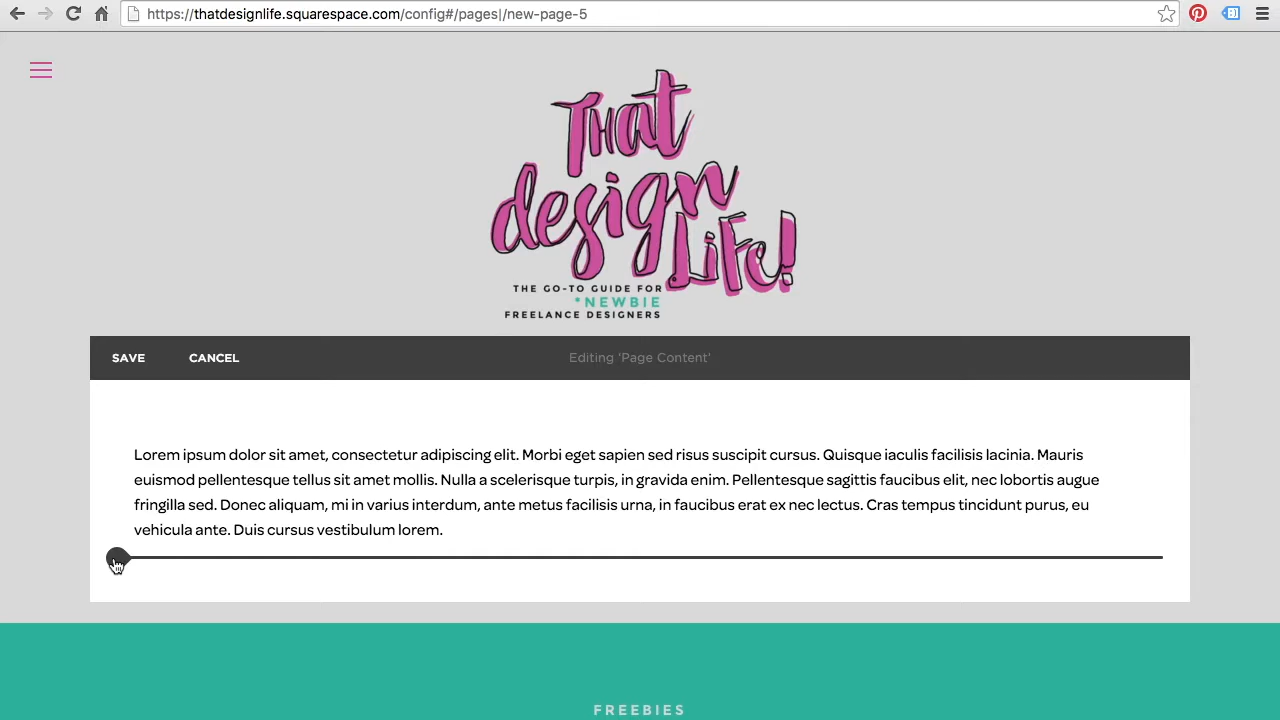 https://thatdesignlife.squarespace.com/config#/pages|/new-page-5
That
design
Life!
THE GO-TO GUIDE FOR
*NEWBIE
FREELANCE DESIGNERS
SAVE CANCEL Editing 'Page Content'
Lorem ipsum dolor sit amet, consectetur adipiscing elit. Morbi eget sapien sed risus suscipit cursus. Quisque iaculis facilisis lacinia. Mauris
euismod pellentesque tellus sit amet mollis. Nulla a scelerisque turpis, in gravida enim. Pellentesque sagittis faucibus elit, nec lobortis augue
fringilla sed. Donec aliquam, mi in varius interdum, ante metus facilisis urna, in faucibus erat ex nec lectus. Cras tempus tincidunt purus, eu
vehicula ante. Duis cursus vestibulum lorem.
FREEBIES